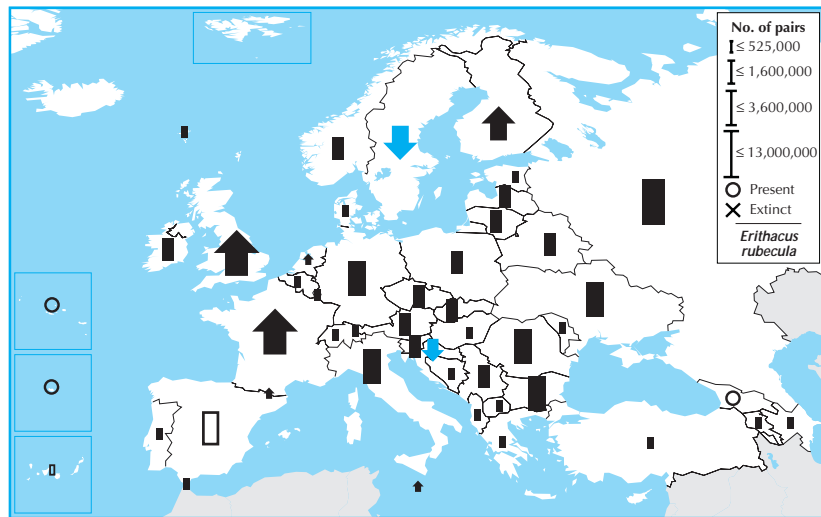 No. of pairs
≤ 525,000
≤ 1,600,000
≤ 3,600,000
≤ 13,000,000
Present
Extinct
Erithacus
rubecula